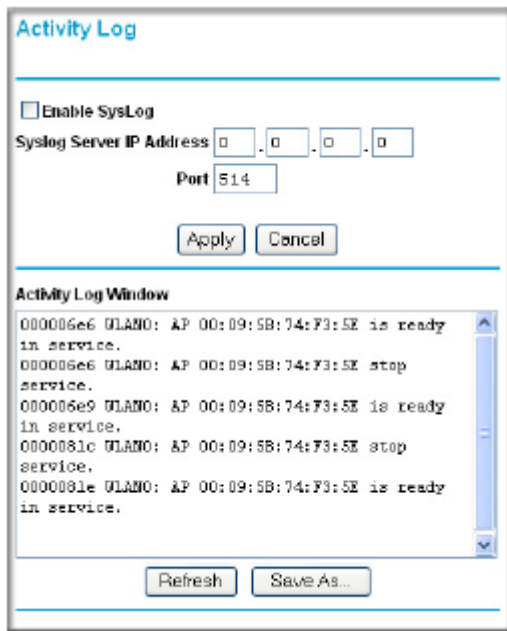 Activity Log
Enable SysLog
Syslog Server IP Address 0 . 0 . 0 . 0
Port 514
Apply Cancel
Activity Log Window
000006e6 WLAN0: AP 00:09:5B:74:F3:5E is ready
in service.
000006e6 WLAN0: AP 00:09:5B:74:F3:5E stop
service.
000006e9 WLAN0: AP 00:09:5B:74:F3:5E is ready
in service.
0000081c WLAN0: AP 00:09:5B:74:F3:5E stop
service.
0000081e WLAN0: AP 00:09:5B:74:F3:5E is ready
in service.
Refresh Save As...